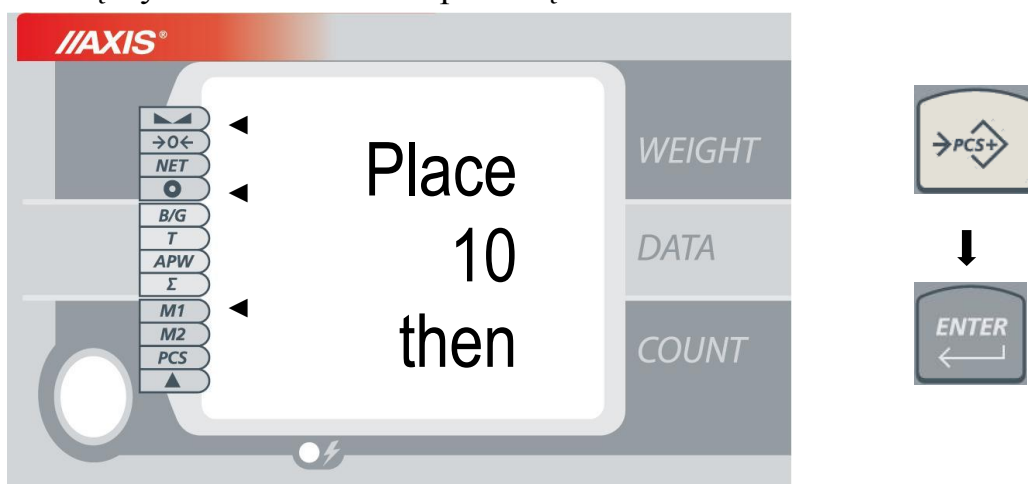 //AXIS®
→0←
NET
B/G
T
APW
Σ
M1
M2
PCS
Place
10
then
WEIGHT
DATA
COUNT
→PCS+
ENTER